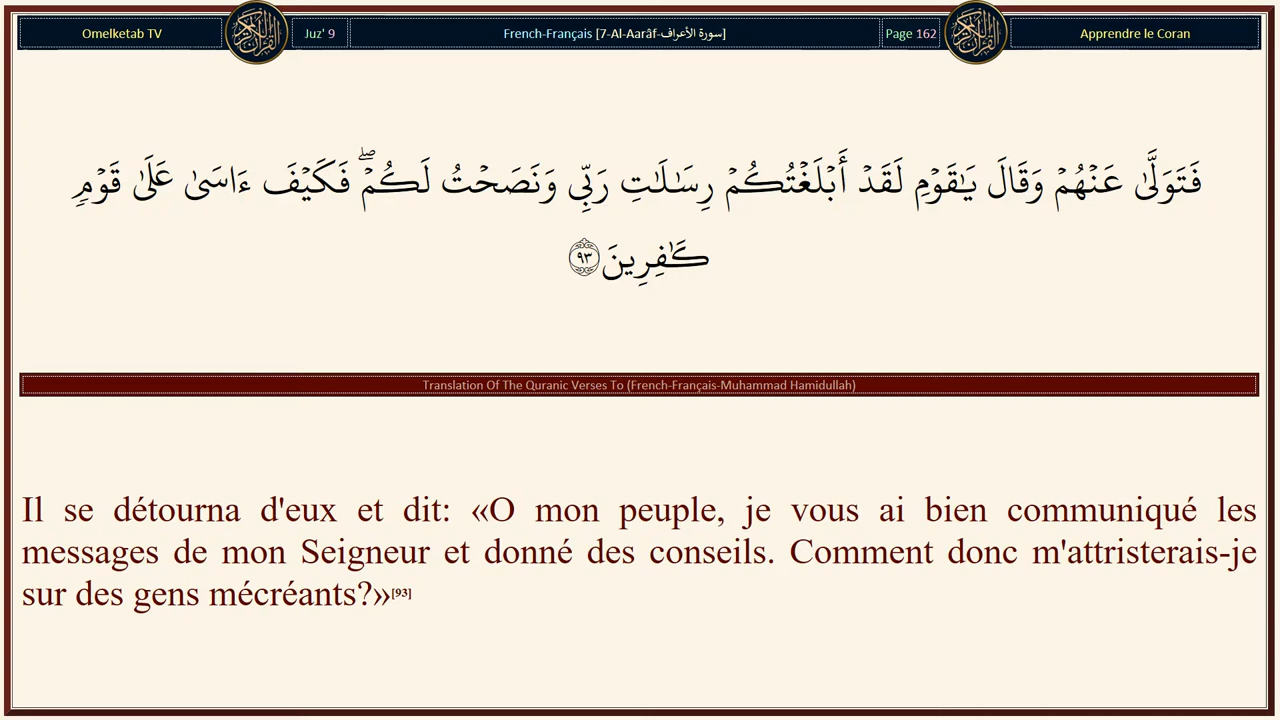 Omelketab TV
Juz' 9
French-Français [7-Al-Aarâf-سورة الأعراف]
Page 162
Apprendre le Coran
فَتَوَلَّىٰ عَنۡهُمۡ وَقَالَ يَٰقَوۡمِ لَقَدۡ أَبۡلَغۡتُكُمۡ رِسَٰلَٰتِ رَبِّي وَنَصَحۡتُ لَكُمۡۖ فَكَيۡفَ ءَاسَىٰ عَلَىٰ قَوۡمٖ
كَٰفِرِينَ ٩٣
Translation Of The Quranic Verses To (French-Français-Muhammad Hamidullah)
Il se détourna d'eux et dit: «O mon peuple, je vous ai bien communiqué les
messages de mon Seigneur et donné des conseils. Comment donc m'attristerais-je
sur des gens mécréants?»[93]